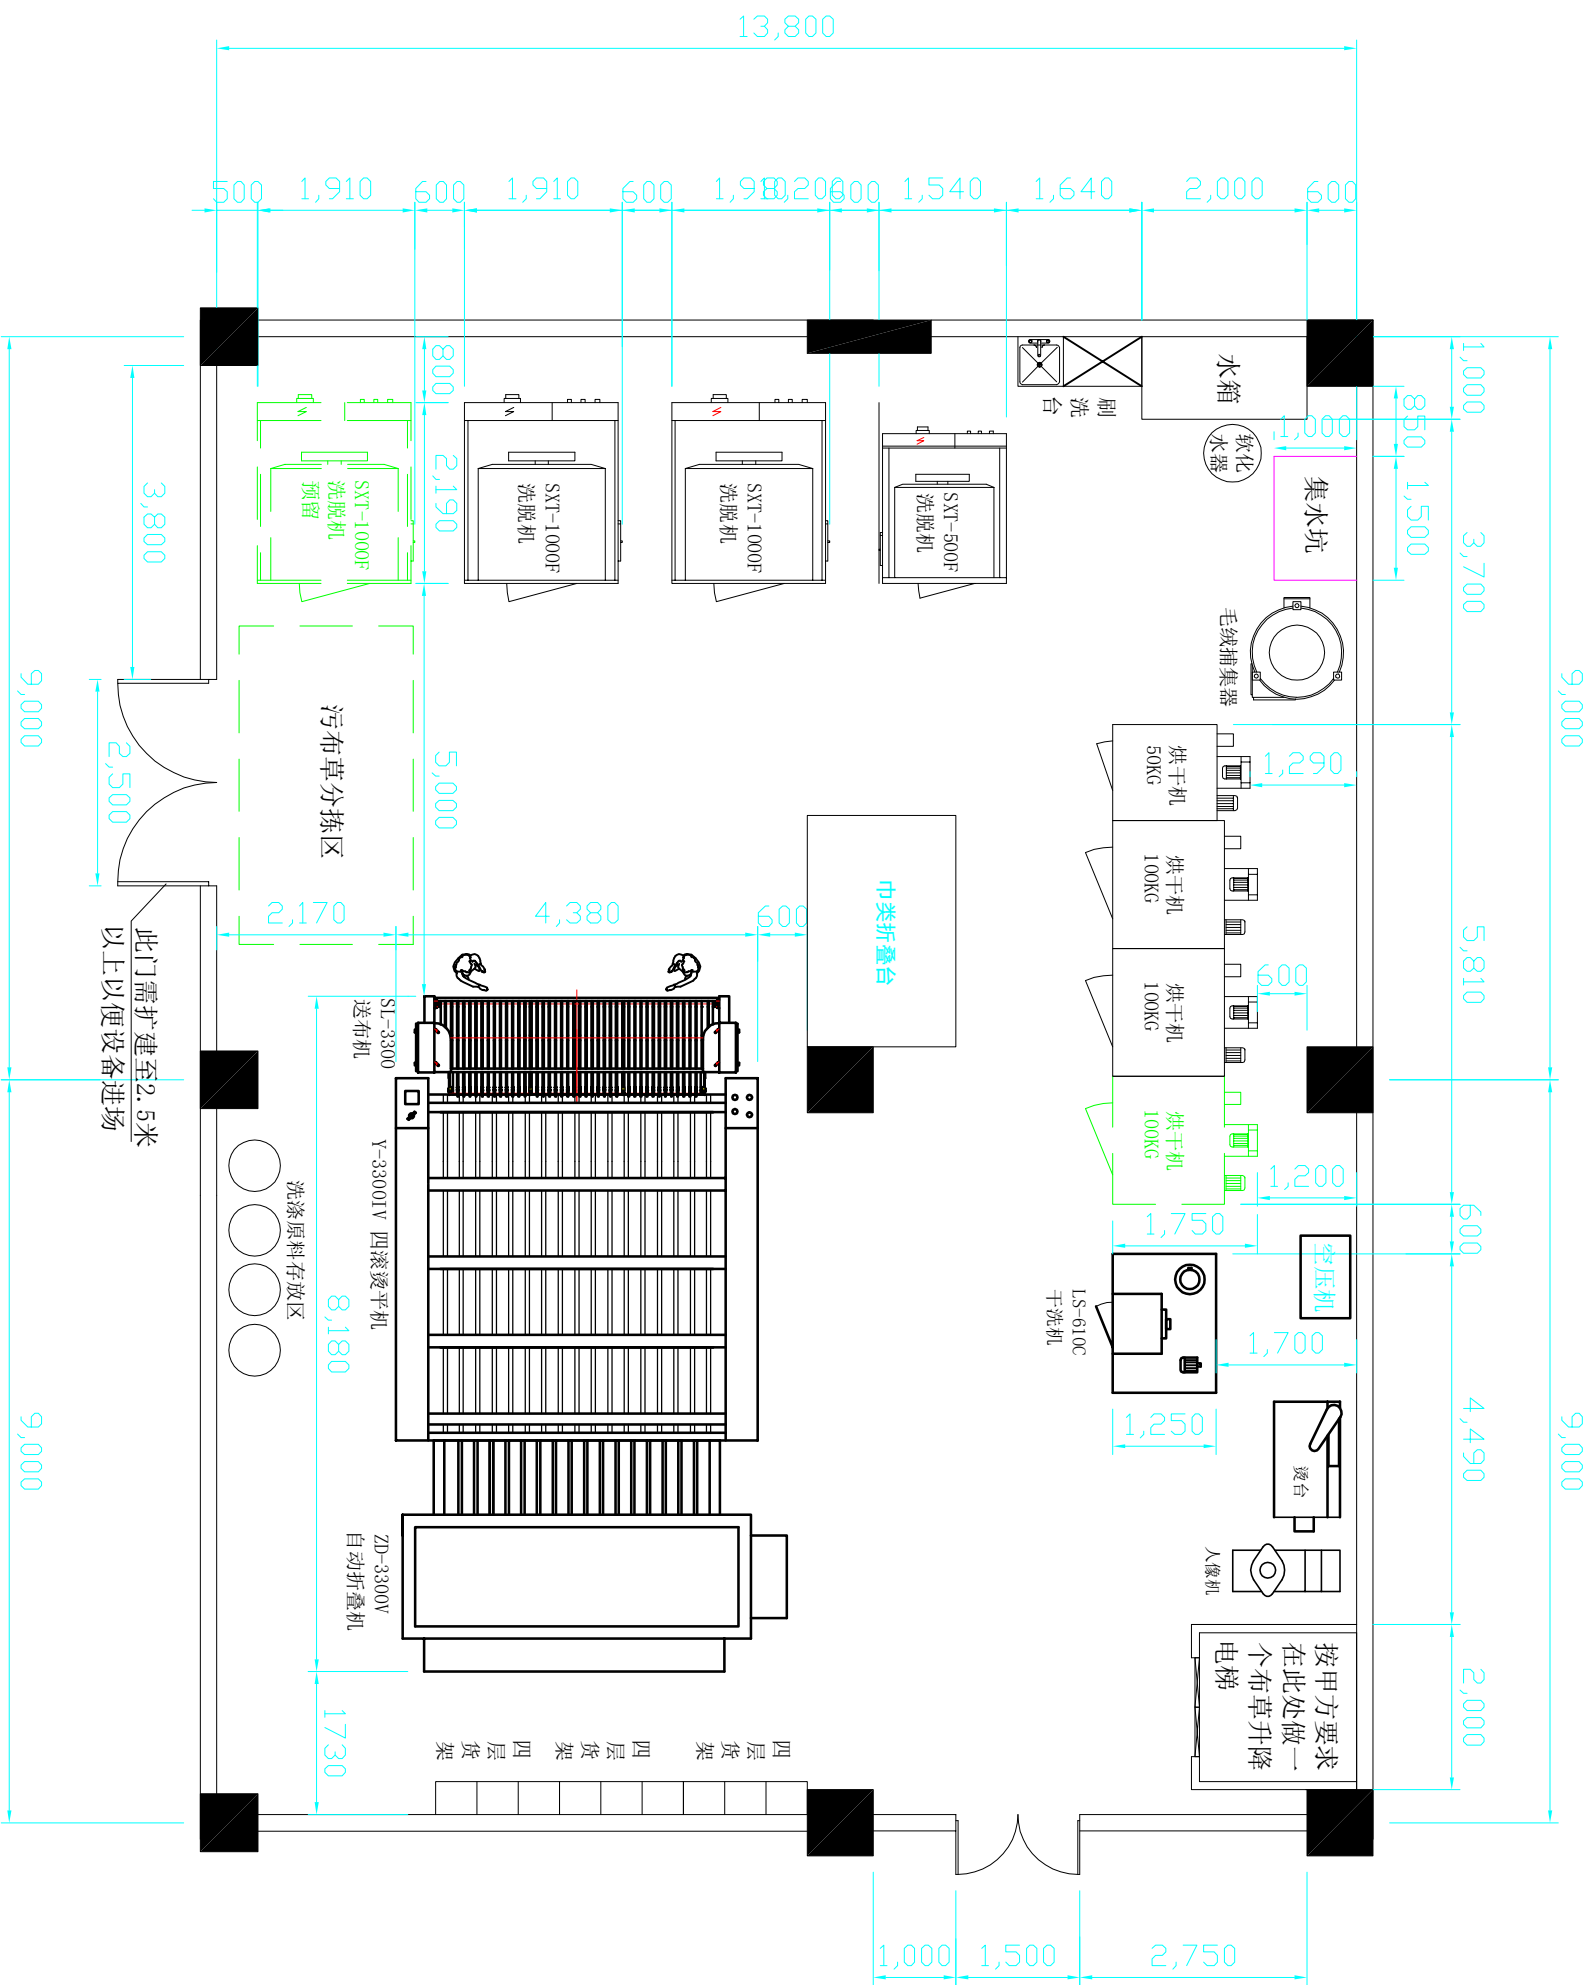 13,800
500
1,910
600
1,910
600
1,910
8,200
600
1,540
1,640
2,000
600
9,000
9,000
9,000
9,000
3,800
2,500
800
2,190
5,000
1,000
850
1,000
1,500
3,700
5,810
600
4,490
2,000
水箱
刷洗台
软化
水器
集水坑
毛绒捕集器
SXT-1000F
洗脱机
预留
SXT-1000F
洗脱机
SXT-1000F
洗脱机
SXT-500F
洗脱机
污布草分拣区
此门需扩建至2.5米
以上以便设备进场
2,170
4,380
600
巾类折叠台
烘干机
50KG
烘干机
100KG
烘干机
100KG
烘干机
100KG
1,290
600
1,200
1,750
空压机
LS-610C
干洗机
1,700
1,250
烫台
人像机
按甲方要求
在此处做一
个布草升降
电梯
SL-3300
送布机
Y-3300IV 四滚烫平机
ZD-3300V
自动折叠机
洗涤原料存放区
8,180
1730
四层货架
四层货架
四层货架
1,000
1,500
2,750